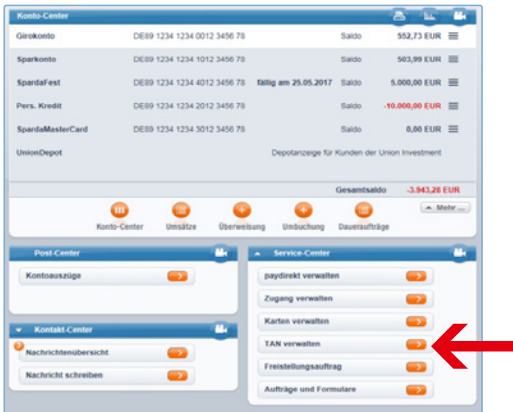 Konto-Center
Girokonto DE89 1234 1234 0012 3456 78 Saldo 552,73 EUR
Sparkonto DE89 1234 1234 1012 3456 78 Saldo 503,99 EUR
SpardaFest DE89 1234 1234 4012 3456 78 fällig am 25.05.2017 Saldo 5.000,00 EUR
Pers. Kredit DE89 1234 1234 2012 3456 78 Saldo -10.000,00 EUR
SpardaMasterCard DE89 1234 1234 3012 3456 78 Saldo 0,00 EUR
UnionDepot Depotanzeige für Kunden der Union Investment
Gesamtsaldo -3.943,28 EUR
Mehr ...
Konto-Center Umsätze Überweisung Umbuchung Daueraufträge
Post-Center
Kontoauszüge
Kontakt-Center
Nachrichtenübersicht
Nachricht schreiben
Service-Center
paydirekt verwalten
Zugang verwalten
Karten verwalten
TAN verwalten
Freistellungsauftrag
Aufträge und Formulare